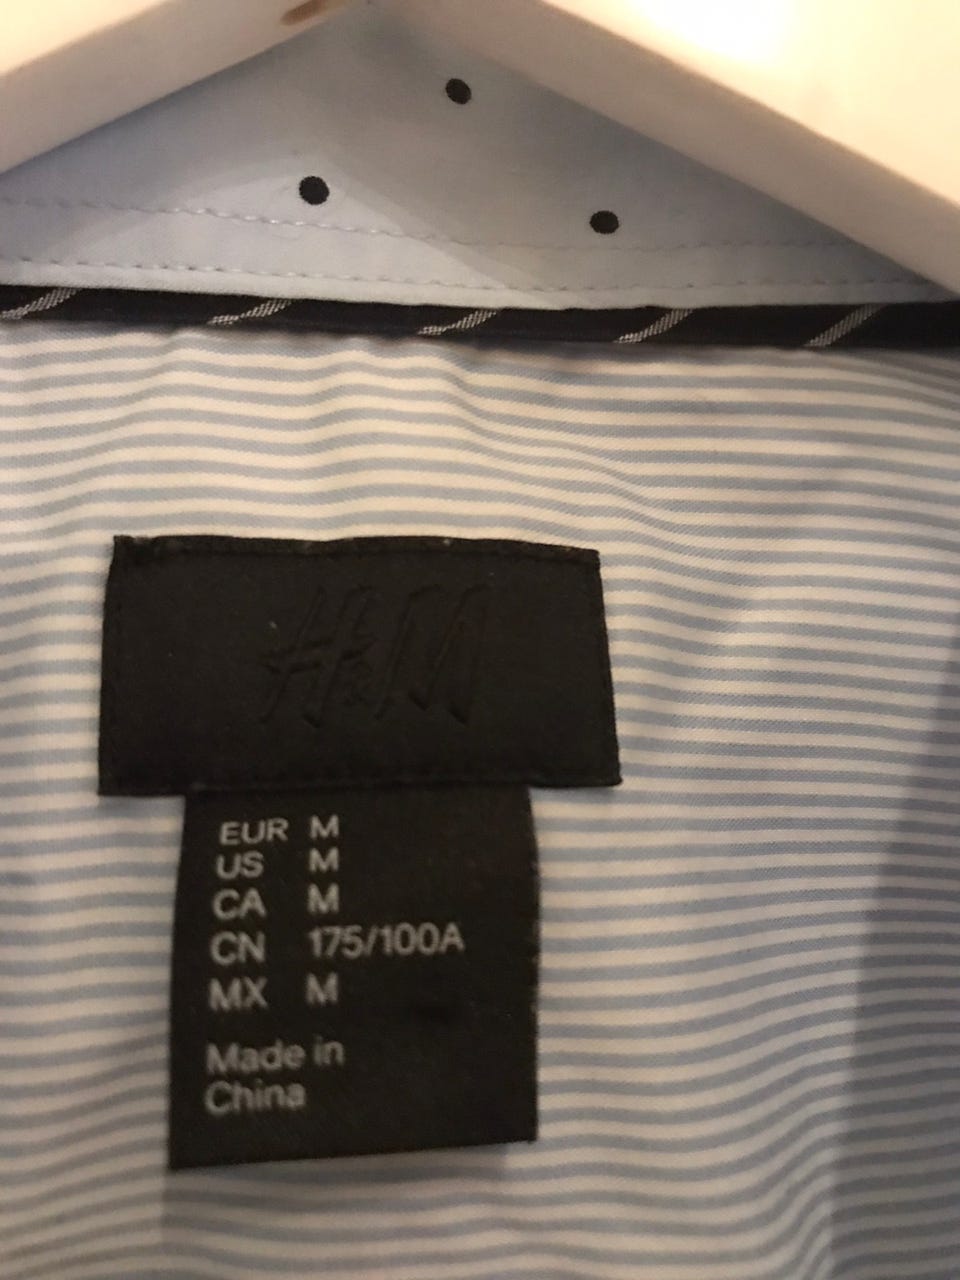 H&M
EUR M
US M
CA M
CN 175/100A
MX M
Made in
China